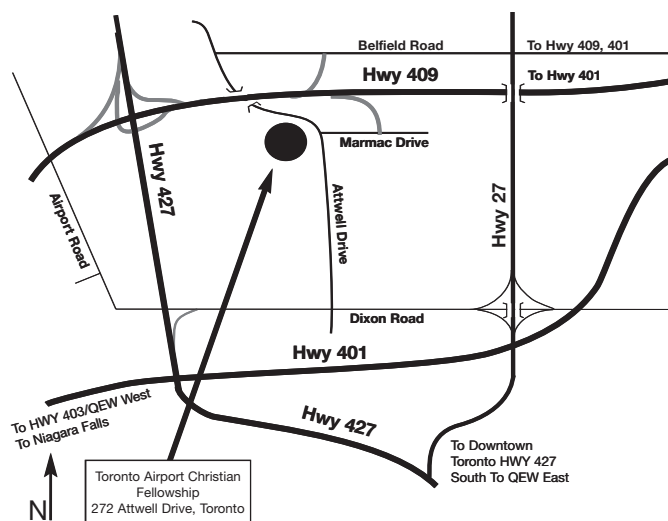 Belfield Road
To Hwy 409, 401
Hwy 409
To Hwy 401
Marmac Drive
Hwy 427
Airport Road
Attwell Drive
Hwy 27
Dixon Road
Hwy 401
To HWY 403/QEW West
To Niagara Falls
Hwy 427
To Downtown
Toronto HWY 427
South To QEW East
N
Toronto Airport Christian
Fellowship
272 Attwell Drive, Toronto